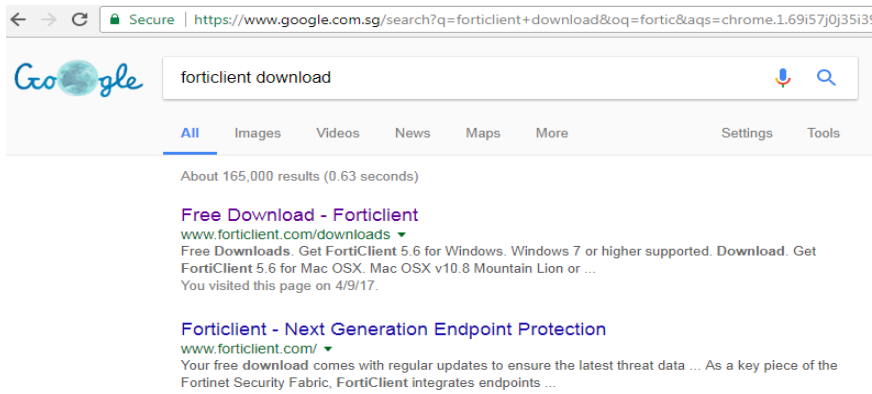 Secure | https://www.google.com.sg/search?q=forticlient+download&oq=fortic&aqs=chrome.1.69i57j0j35i39
Google
forticlient download
All Images Videos News Maps More Settings Tools
About 165,000 results (0.63 seconds)
Free Download - Forticlient
www.forticlient.com/downloads
Free Downloads. Get FortiClient 5.6 for Windows. Windows 7 or higher supported. Download. Get
FortiClient 5.6 for Mac OSX. Mac OSX v10.8 Mountain Lion or ...
You visited this page on 4/9/17.
Forticlient - Next Generation Endpoint Protection
www.forticlient.com/
Your free download comes with regular updates to ensure the latest threat data ... As a key piece of the
Fortinet Security Fabric, FortiClient integrates endpoints ...